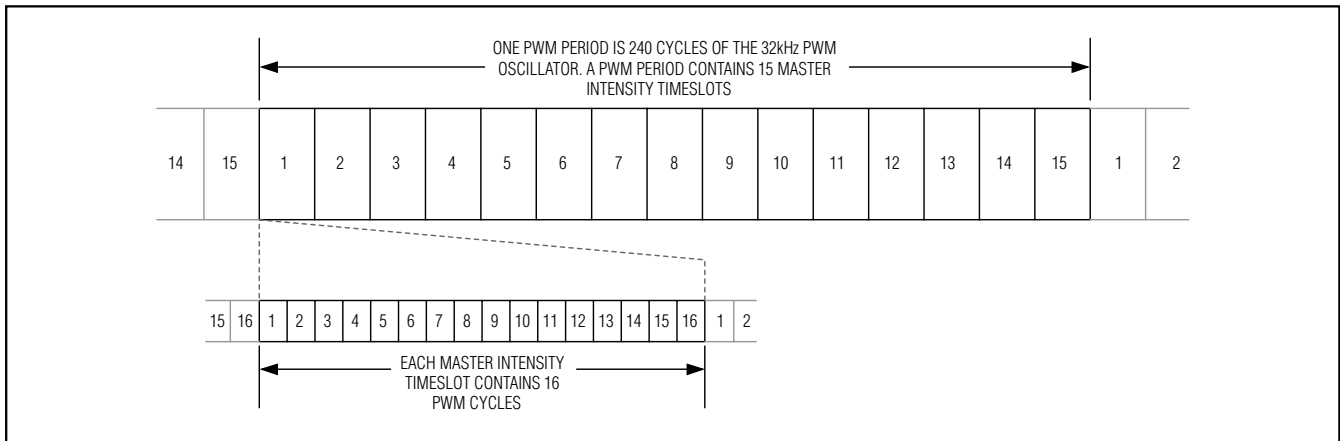 ONE PWM PERIOD IS 240 CYCLES OF THE 32kHz PWM
OSCILLATOR. A PWM PERIOD CONTAINS 15 MASTER
INTENSITY TIMESLOTS
14 15 1 2 3 4 5 6 7 8 9 10 11 12 13 14 15 1 2
15 16 1 2 3 4 5 6 7 8 9 10 11 12 13 14 15 16 1 2
EACH MASTER INTENSITY
TIMESLOT CONTAINS 16
PWM CYCLES